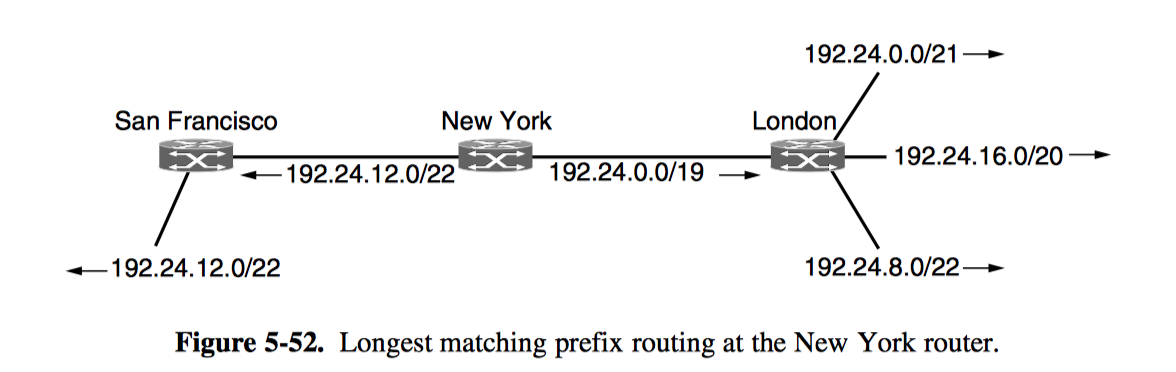 192.24.0.0/21
San Francisco
New York
London
192.24.12.0/22
192.24.0.0/19
192.24.16.0/20
192.24.12.0/22
192.24.8.0/22
Figure 5-52. Longest matching prefix routing at the New York router.